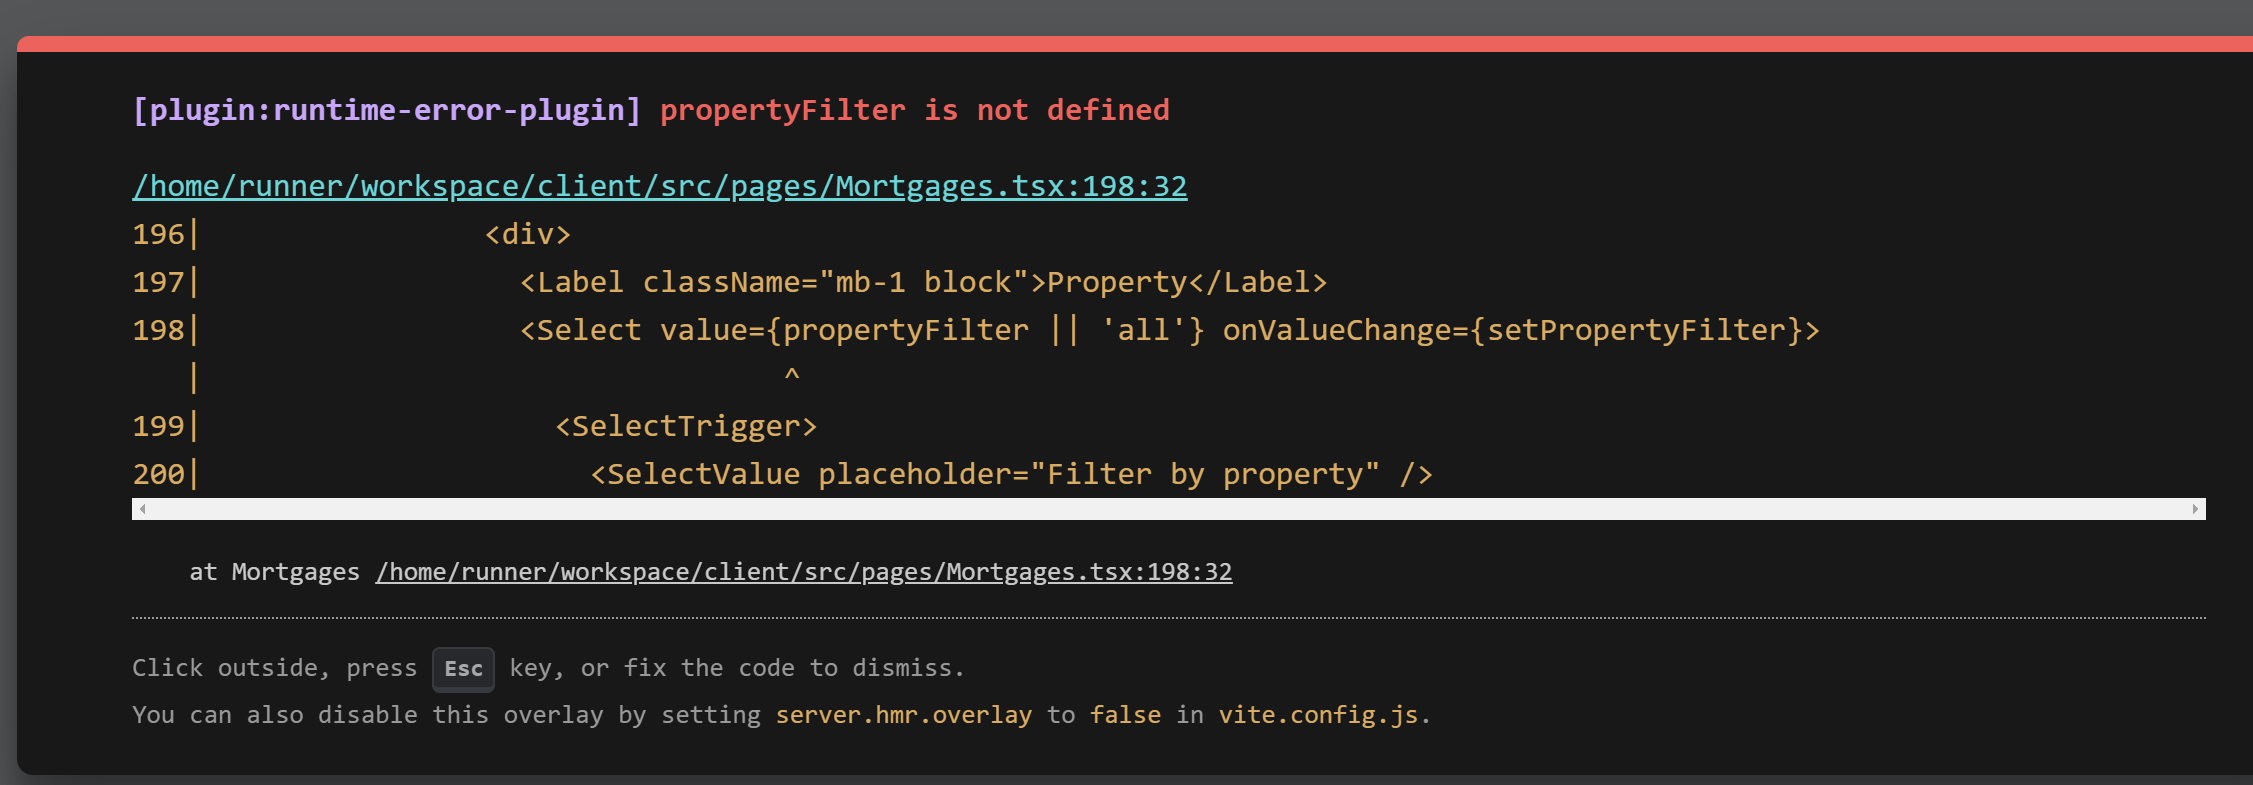 [plugin:runtime-error-plugin] propertyFilter is not defined
/home/runner/workspace/client/src/pages/Mortgages.tsx:198:32
196|                <div>
197|                  <Label className="mb-1 block">Property</Label>
198|                  <Select value={propertyFilter || 'all'} onValueChange={setPropertyFilter}>
   |                                 ^
199|                    <SelectTrigger>
200|                      <SelectValue placeholder="Filter by property" />
at Mortgages /home/runner/workspace/client/src/pages/Mortgages.tsx:198:32
Click outside, press Esc key, or fix the code to dismiss.
You can also disable this overlay by setting server.hmr.overlay to false in vite.config.js.